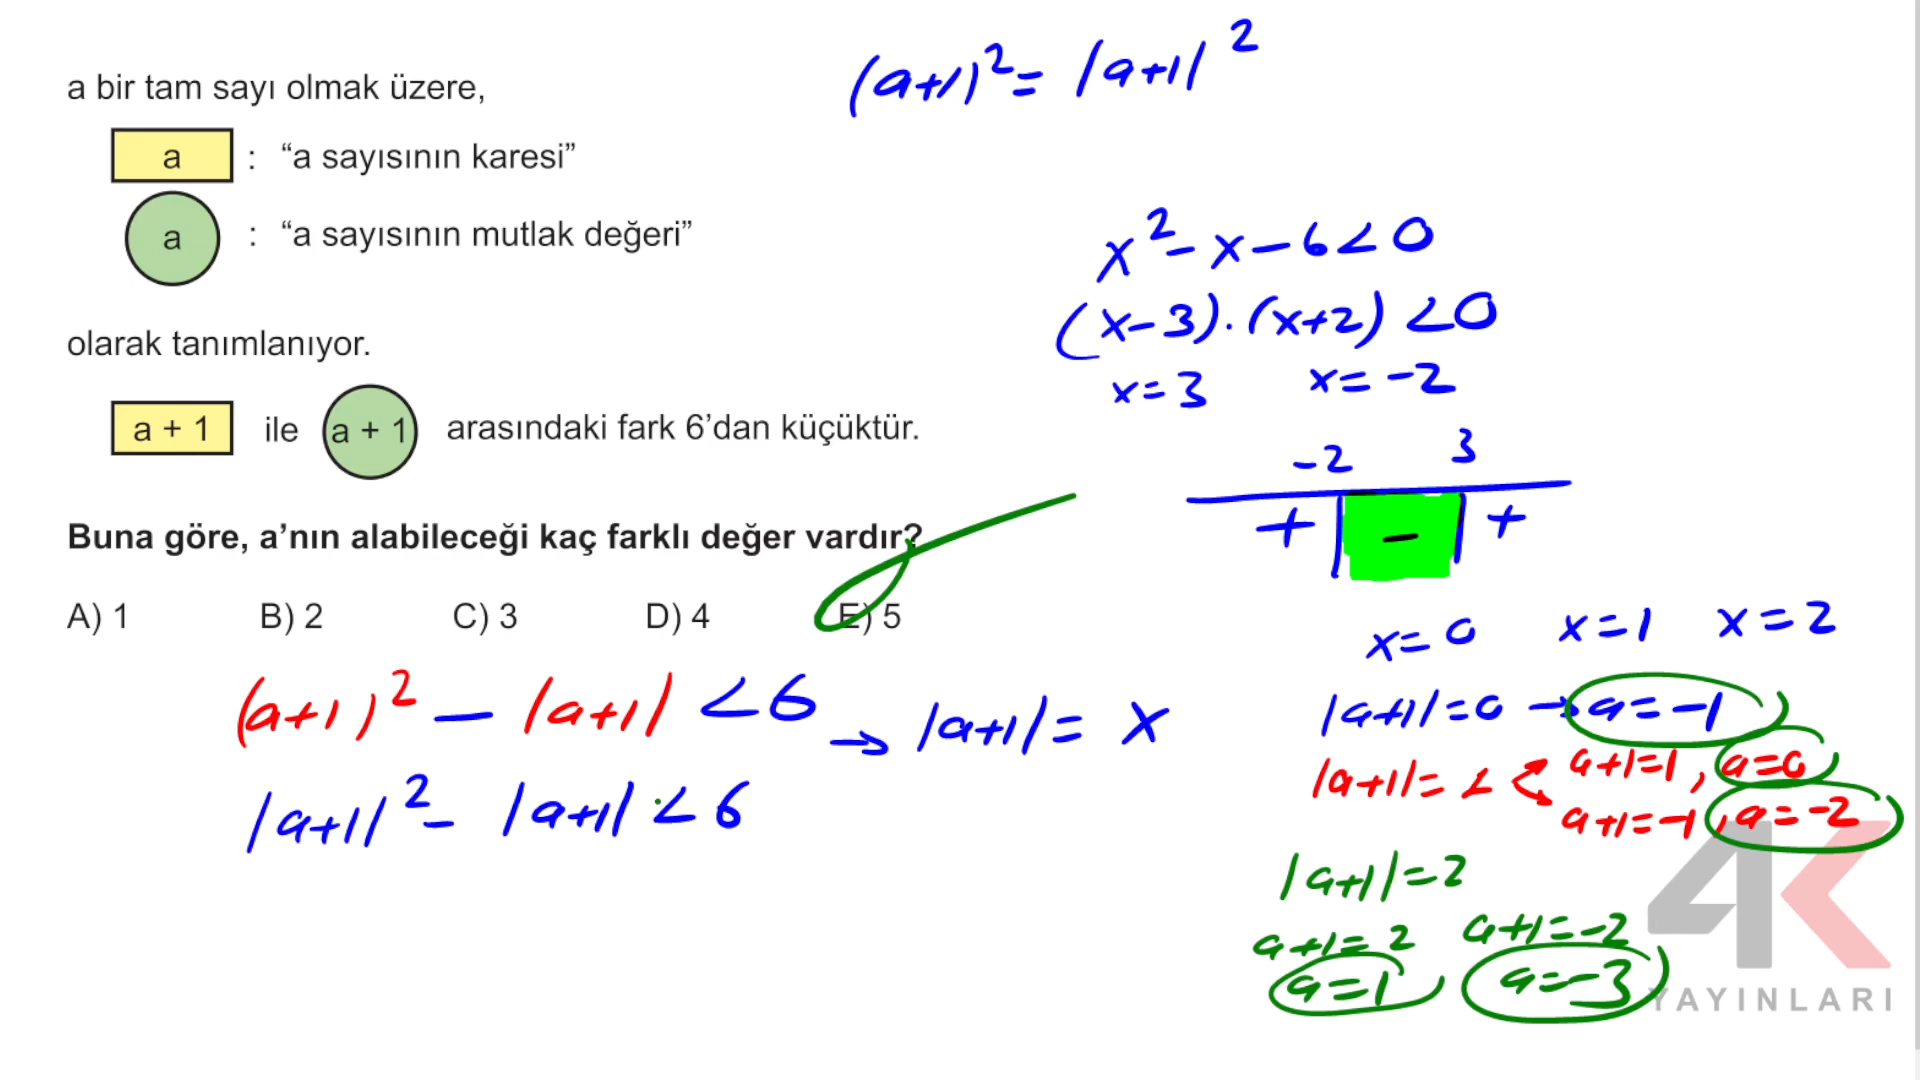 a bir tam sayı olmak üzere,
a : “a sayısının karesi”
a : “a sayısının mutlak değeri”
olarak tanımlanıyor.
a + 1 ile a + 1 arasındaki fark 6’dan küçüktür.
Buna göre, a’nın alabileceği kaç farklı değer vardır?
A) 1 B) 2 C) 3 D) 4 E) 5
(a+1)² - |a+1| < 6 → |a+1| = x
|a+1|² - |a+1| < 6
(a+1)² = |a+1|²
x² - x - 6 < 0
(x-3).(x+2) < 0
x=3 x=-2
-2 3
+ - +
x=0 x=1 x=2
|a+1|=0 → a=-1
|a+1|=1
a+1=1, a=0
a+1=-1, a=-2
|a+1|=2
a+1=2 a+1=-2
a=1 a=-3
4K
YAYINLARI